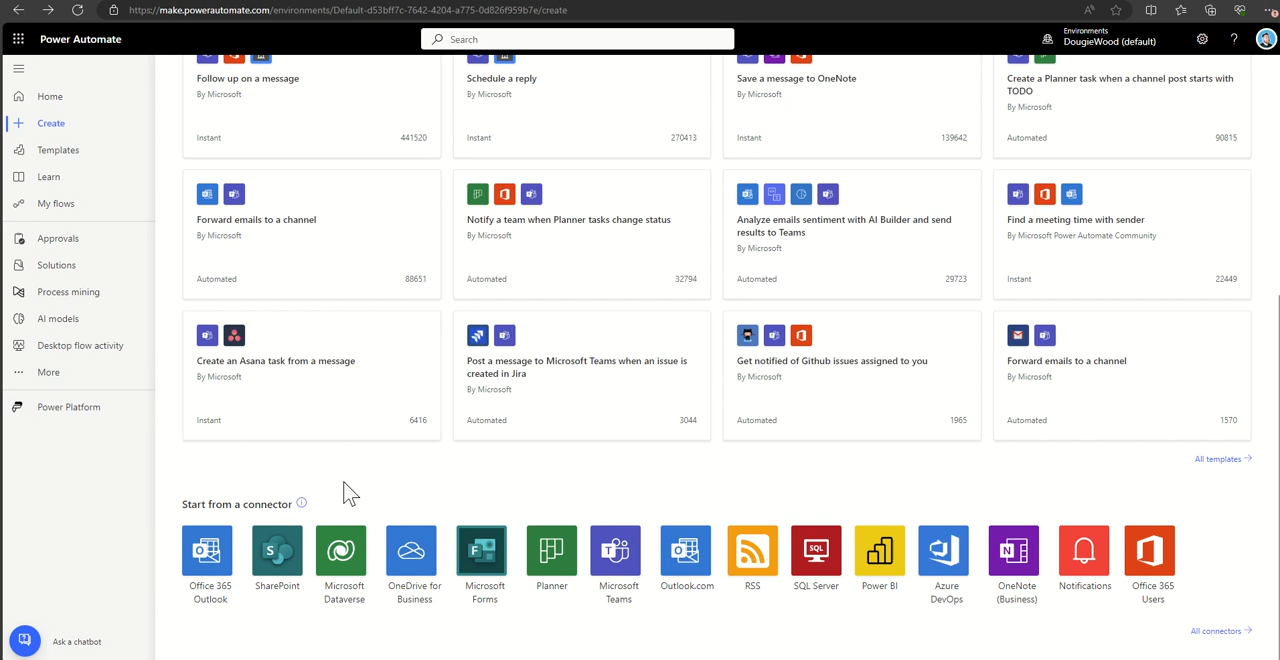 https://make.powerautomate.com/environments/Default-d53bff7c-7642-4204-a775-0d826f959b7e/create
Power Automate
Search
Environments
DougieWood (default)
Home
Create
Templates
Learn
My flows
Approvals
Solutions
Process mining
AI models
Desktop flow activity
More
Power Platform
Ask a chatbot
Follow up on a message
By Microsoft
Instant 441520
Schedule a reply
By Microsoft
Instant 270413
Save a message to OneNote
By Microsoft
Instant 139642
Create a Planner task when a channel post starts with
TODO
By Microsoft
Automated 90815
Forward emails to a channel
By Microsoft
Automated 88651
Notify a team when Planner tasks change status
By Microsoft
Automated 32794
Analyze emails sentiment with AI Builder and send
results to Teams
By Microsoft
Automated 29723
Find a meeting time with sender
By Microsoft Power Automate Community
Instant 22449
Create an Asana task from a message
By Microsoft
Instant 6416
Post a message to Microsoft Teams when an issue is
created in Jira
By Microsoft
Automated 3044
Get notified of Github issues assigned to you
By Microsoft
Automated 1965
Forward emails to a channel
By Microsoft
Automated 1570
All templates
Start from a connector
Office 365
Outlook
SharePoint
Microsoft
Dataverse
OneDrive for
Business
Microsoft
Forms
Planner
Microsoft
Teams
Outlook.com
RSS
SQL
SQL Server
Power BI
Azure
DevOps
OneNote
(Business)
Notifications
Office 365
Users
All connectors